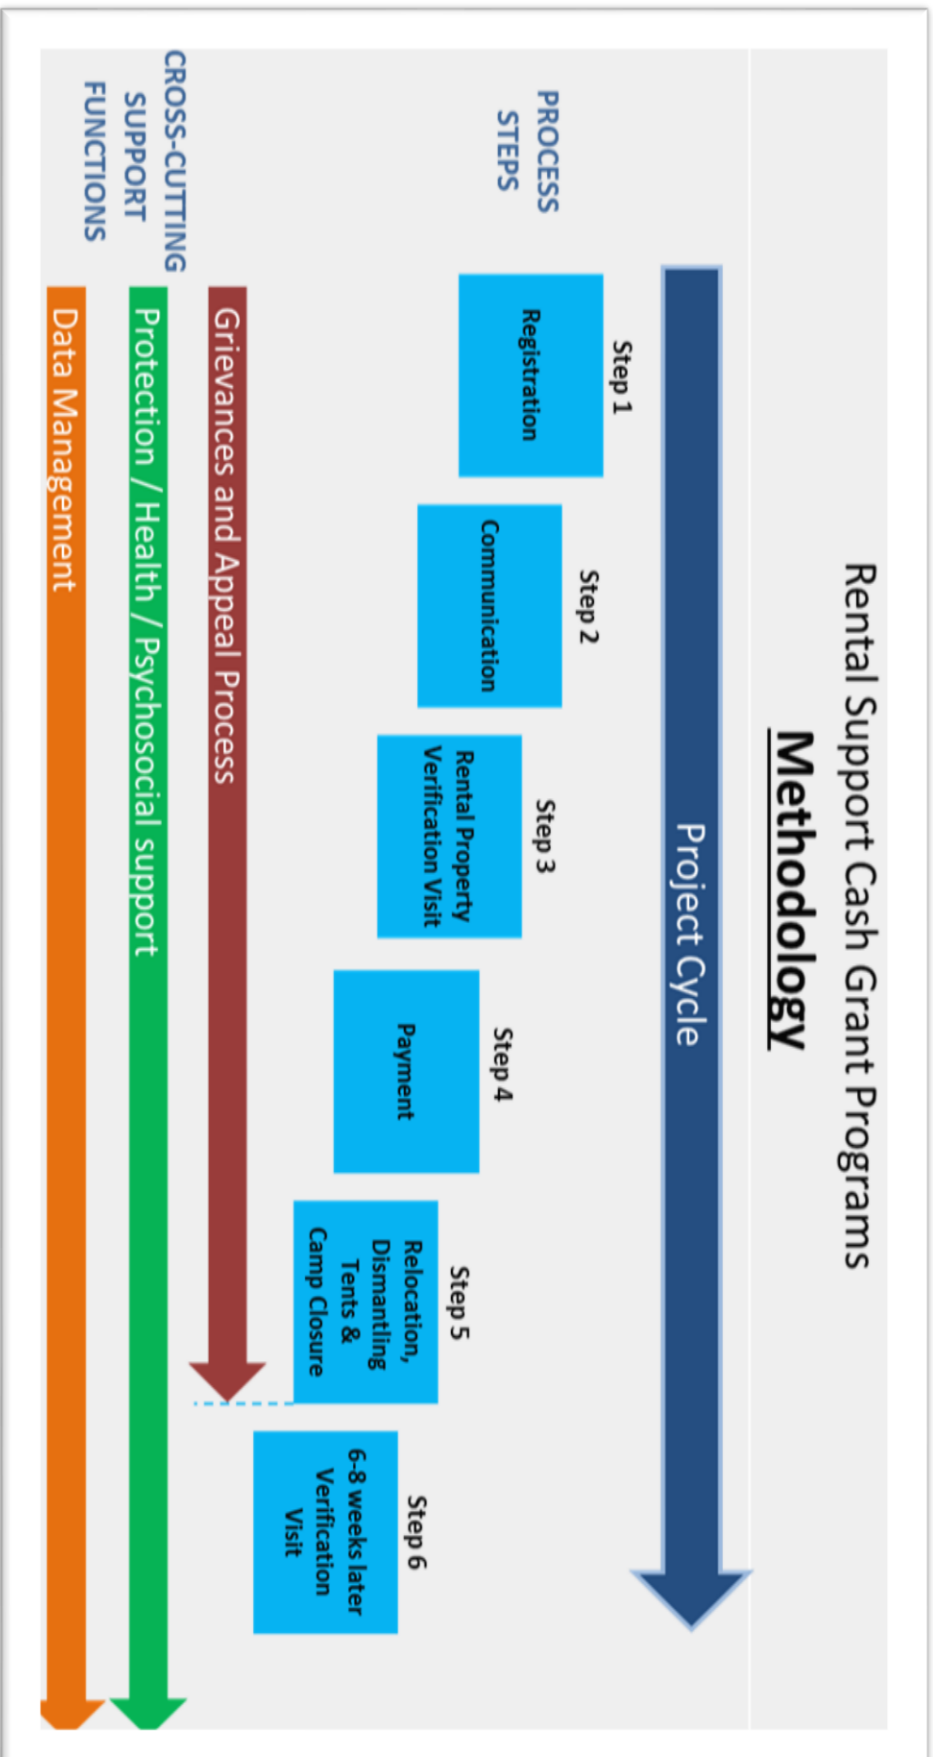 Rental Support Cash Grant Programs
Methodology
Project Cycle
PROCESS
STEPS
Step 1
Registration
Step 2
Communication
Step 3
Rental Property
Verification Visit
Step 4
Payment
Step 5
Relocation,
Dismantling
Tents &
Camp Closure
Step 6
6-8 weeks later
Verification
Visit
CROSS-CUTTING
SUPPORT
FUNCTIONS
Grievances and Appeal Process
Protection / Health / Psychosocial support
Data Management